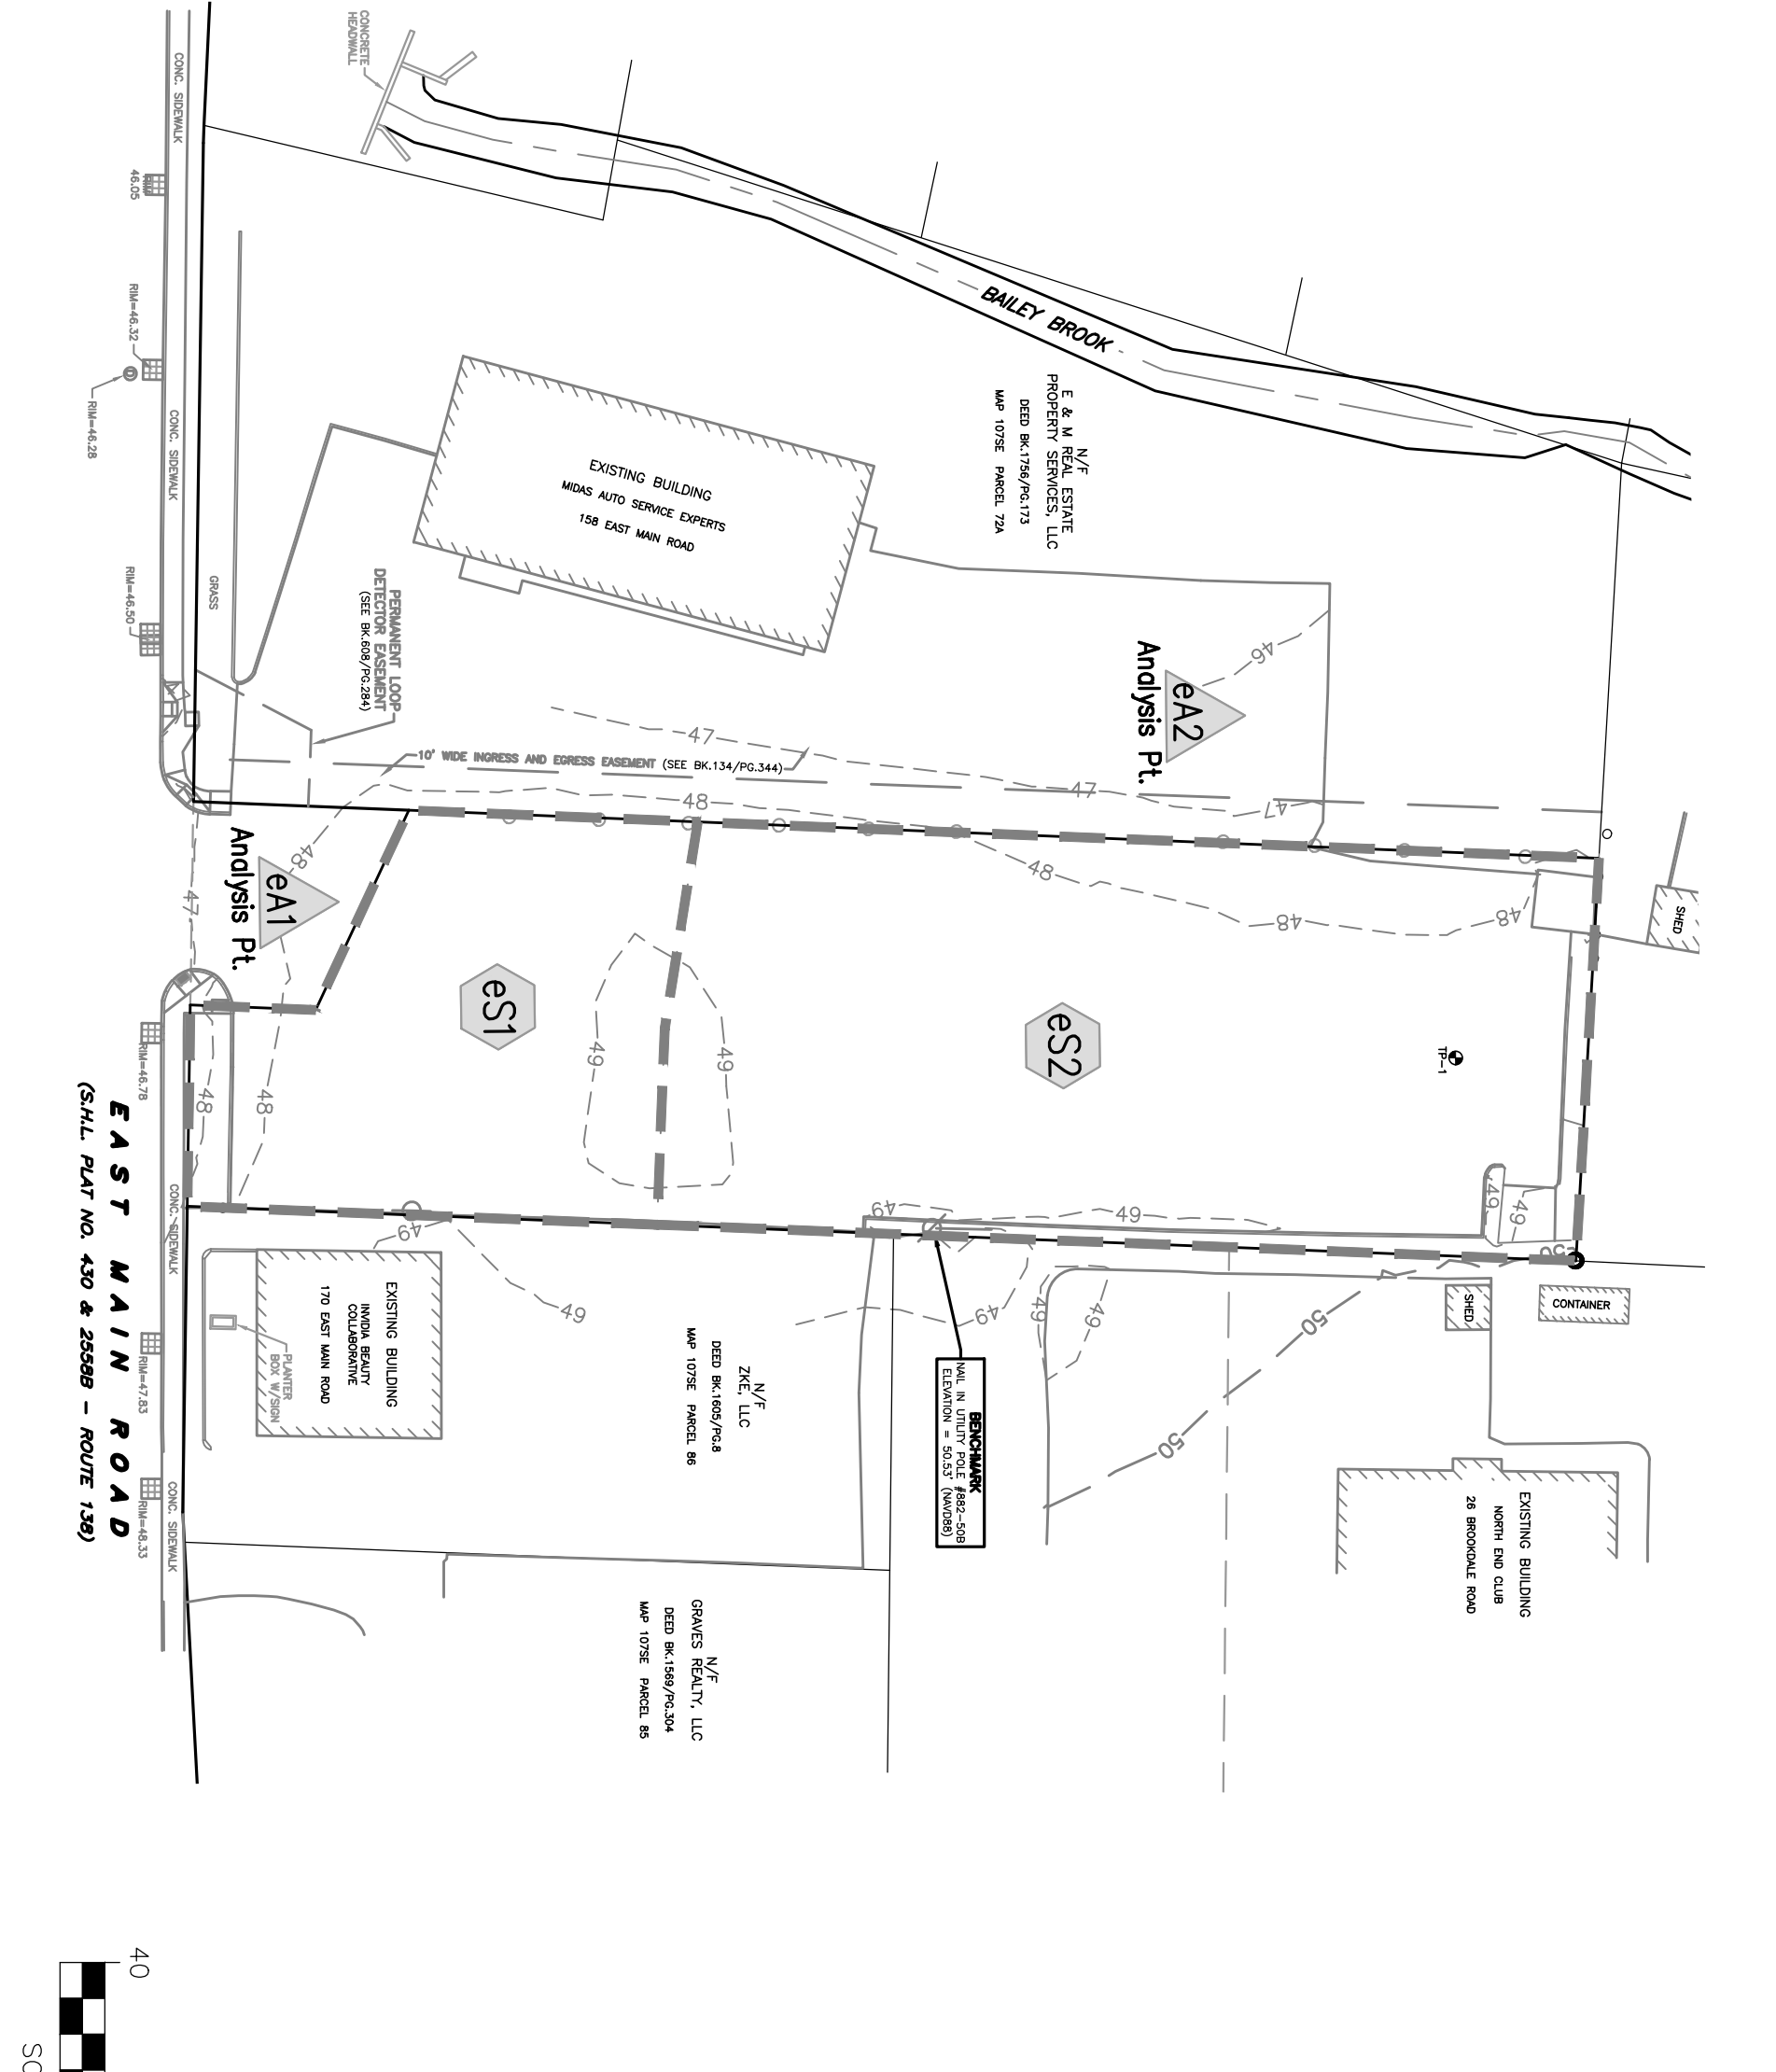 CONCRETE
HEADWALL
CONC. SIDEWALK
RIM
46.05
RIM=46.32
RIM=46.28
CONC. SIDEWALK
RIM=46.50
GRASS
BAILEY BROOK
N/F
E. & M REAL ESTATE
PROPERTY SERVICES, LLC
DEED BK.1756/PG.173
MAP 107SE PARCEL 72A
EXISTING BUILDING
MIDAS AUTO SERVICE EXPERTS
158 EAST MAIN ROAD
PERMANENT LOOP
DETECTOR EASEMENT
(SEE BK.608/PG.284)
10' WIDE INGRESS AND EGRESS EASEMENT (SEE BK.134/PG.344)
46
eA2
Analysis Pt.
47
47
47
48
48
eA1
Analysis Pt.
47
48
48
48
SHED
eS1
eS2
49
49
TP-1
48
48
RIM=46.78
EAST MAIN ROAD
(S.H.L. PLAT NO. 430 & 2558B - ROUTE 138)
CONC. SIDEWALK
49
49
49
49
49
50
49
49
49
49
50
50
EXISTING BUILDING
INVIDIA BEAUTY
COLLABORATIVE
170 EAST MAIN ROAD
PLANTER
BOX W/SIGN
RIM=47.83
RIM=48.33
CONC. SIDEWALK
N/F
ZKE, LLC
DEED BK.1605/PG.8
MAP 107SE PARCEL 86
BENCHMARK
NAIL IN UTILITY POLE #882-50B
ELEVATION = 50.53' (NAVD88)
SHED
CONTAINER
EXISTING BUILDING
NORTH END CLUB
26 BROOKDALE ROAD
N/F
GRAVES REALTY, LLC
DEED BK.1569/PG.304
MAP 107SE PARCEL 85
40